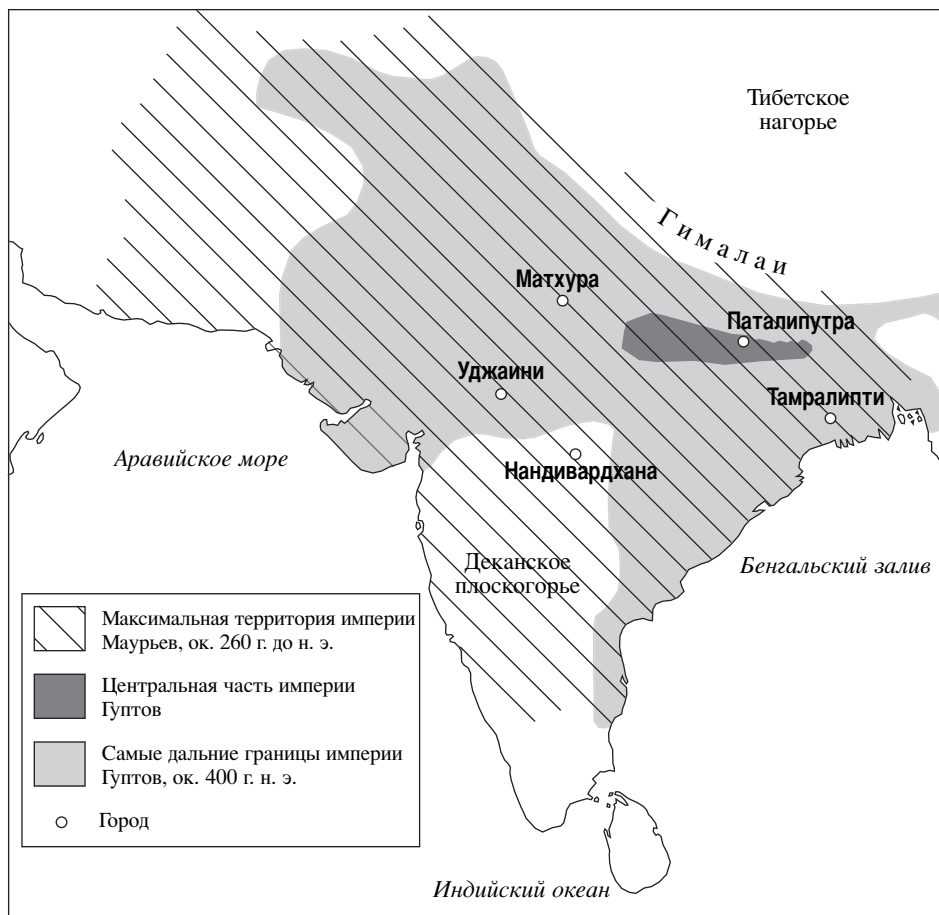 Тибетское
нагорье
Гималаи
Матхура
Паталипутра
Уджаини
Тамралипти
Аравийское море
Нандивардхана
Деканское
плоскогорье
Бенгальский залив
Максимальная территория империи
Маурьев, ок. 260 г. до н. э.
Центральная часть империи
Гуптов
Самые дальние границы империи
Гуптов, ок. 400 г. н. э.
Город
Индийский океан